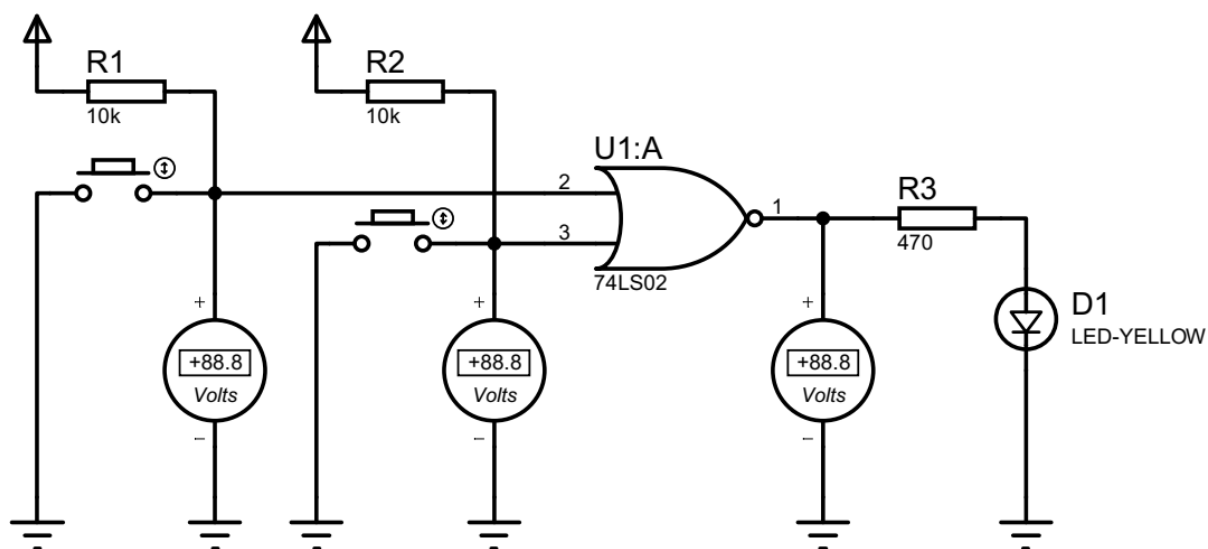 R1
10k
R2
10k
U1:A
2
3
1
74LS02
R3
470
D1
LED-YELLOW
+
+88.8
Volts
−
+
+88.8
Volts
−
+
+88.8
Volts
−